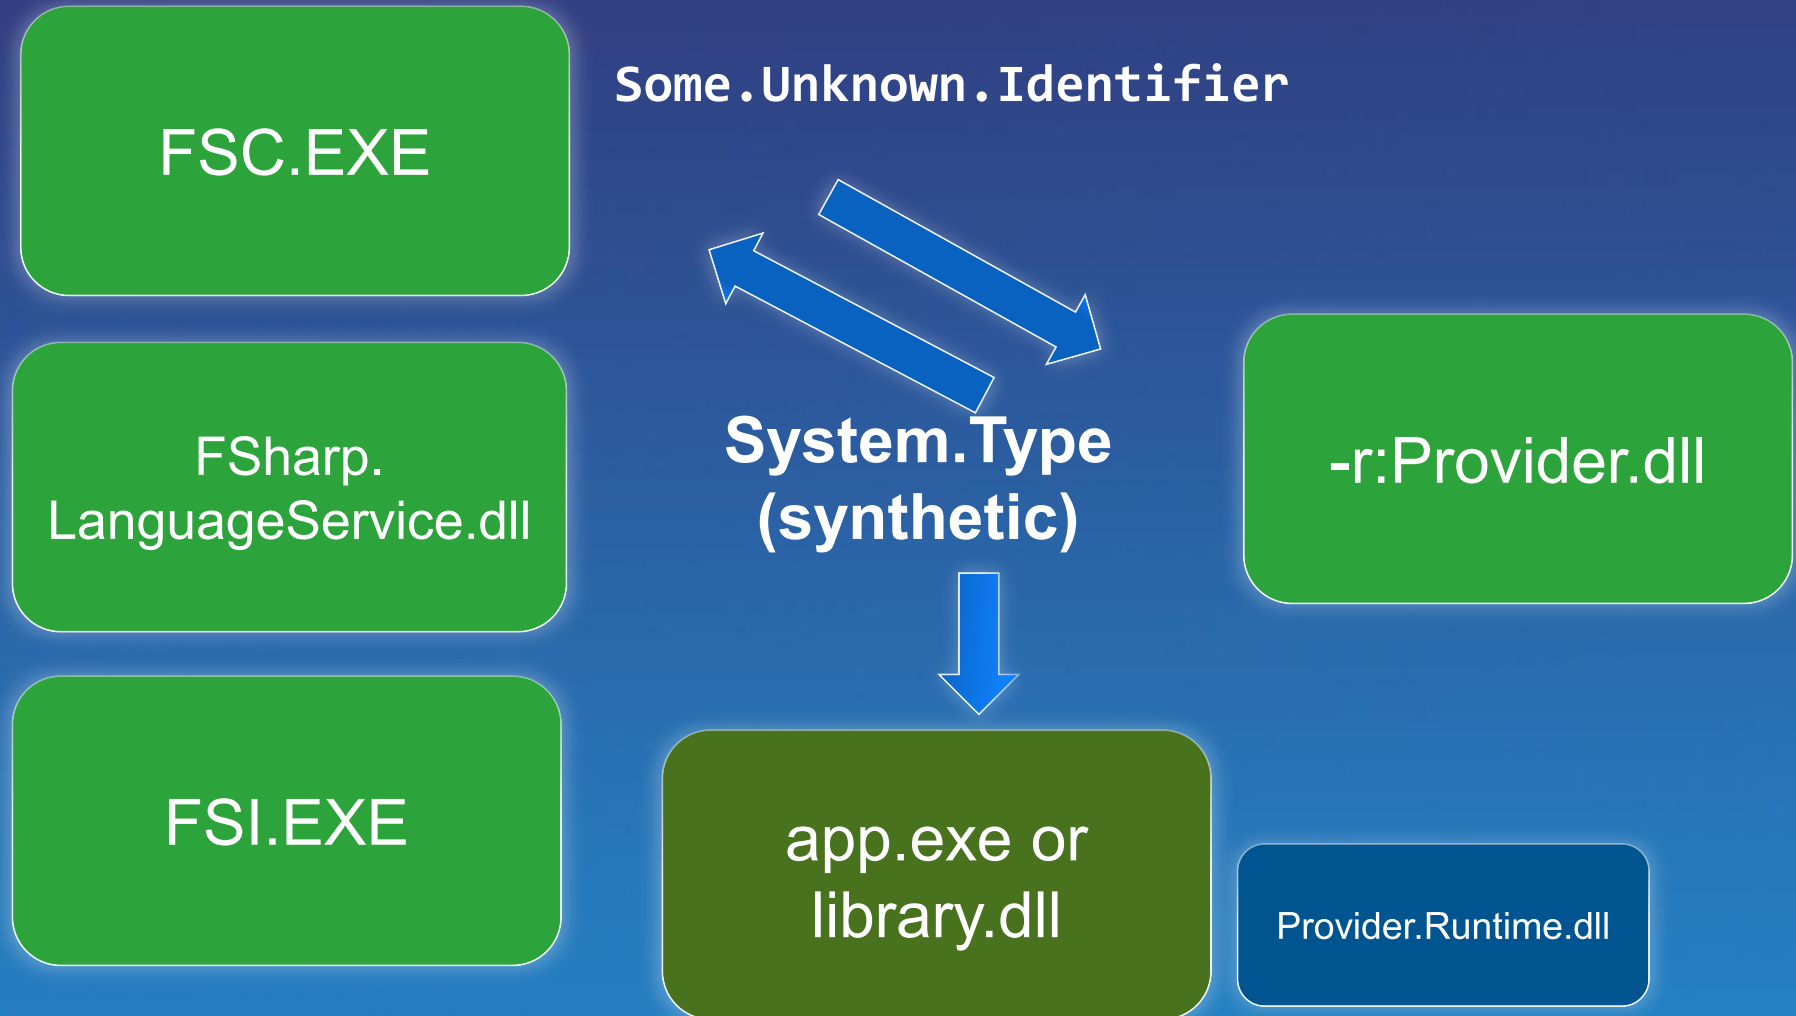 FSC.EXE
Some.Unknown.Identifier
FSharp.
LanguageService.dll
System.Type
(synthetic)
-r:Provider.dll
FSI.EXE
app.exe or
library.dll
Provider.Runtime.dll